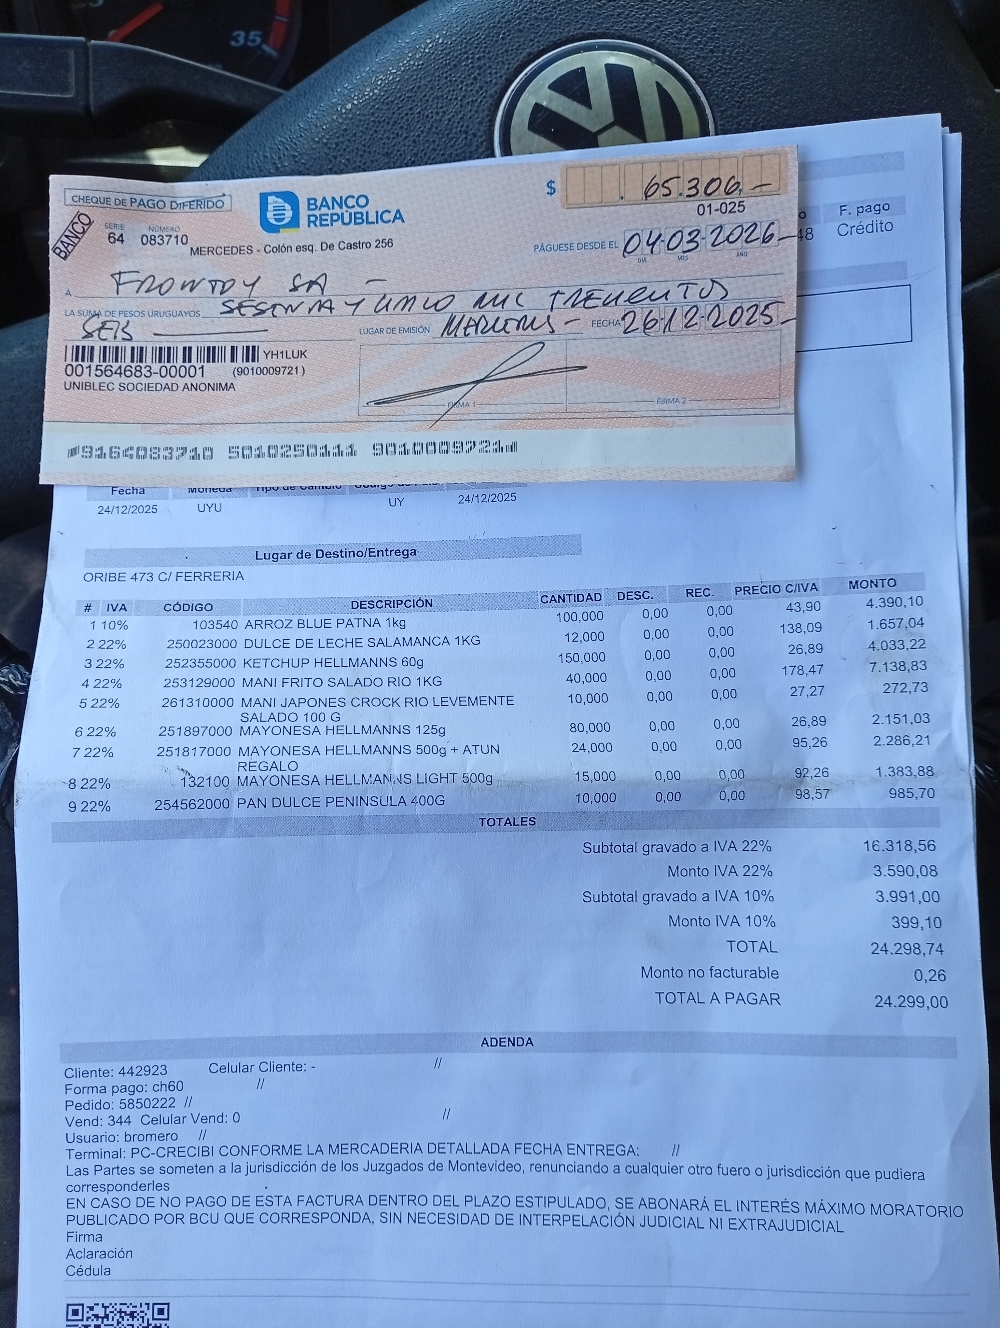 35
CHEQUE DE PAGO DIFERIDO
BANCO
SERIE NÚMERO
64 083710
BANCO
REPÚBLICA
MERCEDES - Colón esq. De Castro 256
$ 65.306.-
01-025
PÁGUESE DESDE EL 04-03-2026-
DIA MES AÑO
A FRONTOY SA -
LA SUMA DE PESOS URUGUAYOS SESENTA Y CINCO MIL TRESCIENTOS
SEIS
LUGAR DE EMISIÓN MERCEDES - FECHA 26-12-2025-
YH1LUK
001564683-00001 (9010009721)
UNIBLEC SOCIEDAD ANONIMA
FIRMA 1
FIRMA 2
9164083710 5010250111 9010009721
F. pago
48 Crédito
Fecha Moneda Tipo de Cambio
24/12/2025 UYU UY 24/12/2025
Lugar de Destino/Entrega
ORIBE 473 C/ FERRERIA
# IVA CÓDIGO DESCRIPCIÓN CANTIDAD DESC. REC. PRECIO C/IVA MONTO
1 10% 103540 ARROZ BLUE PATNA 1kg 100,000 0,00 0,00 43,90 4.390,10
2 22% 250023000 DULCE DE LECHE SALAMANCA 1KG 12,000 0,00 0,00 138,09 1.657,04
3 22% 252355000 KETCHUP HELLMANNS 60g 150,000 0,00 0,00 26,89 4.033,22
4 22% 253129000 MANI FRITO SALADO RIO 1KG 40,000 0,00 0,00 178,47 7.138,83
5 22% 261310000 MANI JAPONES CROCK RIO LEVEMENTE 10,000 0,00 0,00 27,27 272,73
SALADO 100 G
6 22% 251897000 MAYONESA HELLMANNS 125g 80,000 0,00 0,00 26,89 2.151,03
7 22% 251817000 MAYONESA HELLMANNS 500g + ATUN 24,000 0,00 0,00 95,26 2.286,21
REGALO
8 22% 132100 MAYONESA HELLMANNS LIGHT 500g 15,000 0,00 0,00 92,26 1.383,88
9 22% 254562000 PAN DULCE PENINSULA 400G 10,000 0,00 0,00 98,57 985,70
TOTALES
Subtotal gravado a IVA 22% 16.318,56
Monto IVA 22% 3.590,08
Subtotal gravado a IVA 10% 3.991,00
Monto IVA 10% 399,10
TOTAL 24.298,74
Monto no facturable 0,26
TOTAL A PAGAR 24.299,00
ADENDA
Cliente: 442923 Celular Cliente: - //
Forma pago: ch60 //
Pedido: 5850222 //
Vend: 344 Celular Vend: 0 //
Usuario: bromero //
Terminal: PC-CRECIBI CONFORME LA MERCADERIA DETALLADA FECHA ENTREGA: //
Las Partes se someten a la jurisdicción de los Juzgados de Montevideo, renunciando a cualquier otro fuero o jurisdicción que pudiera
corresponderles
EN CASO DE NO PAGO DE ESTA FACTURA DENTRO DEL PLAZO ESTIPULADO, SE ABONARÁ EL INTERÉS MÁXIMO MORATORIO
PUBLICADO POR BCU QUE CORRESPONDA, SIN NECESIDAD DE INTERPELACIÓN JUDICIAL NI EXTRAJUDICIAL
Firma
Aclaración
Cédula